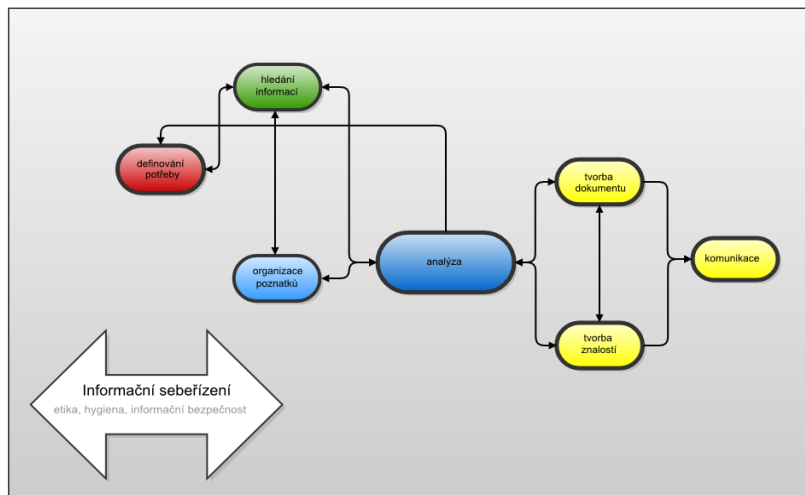 hledání
informací
definování
potřeby
tvorba
dokumentu
organizace
poznatků
analýza
komunikace
tvorba
znalostí
Informační sebeřízení
etika, hygiena, informační bezpečnost